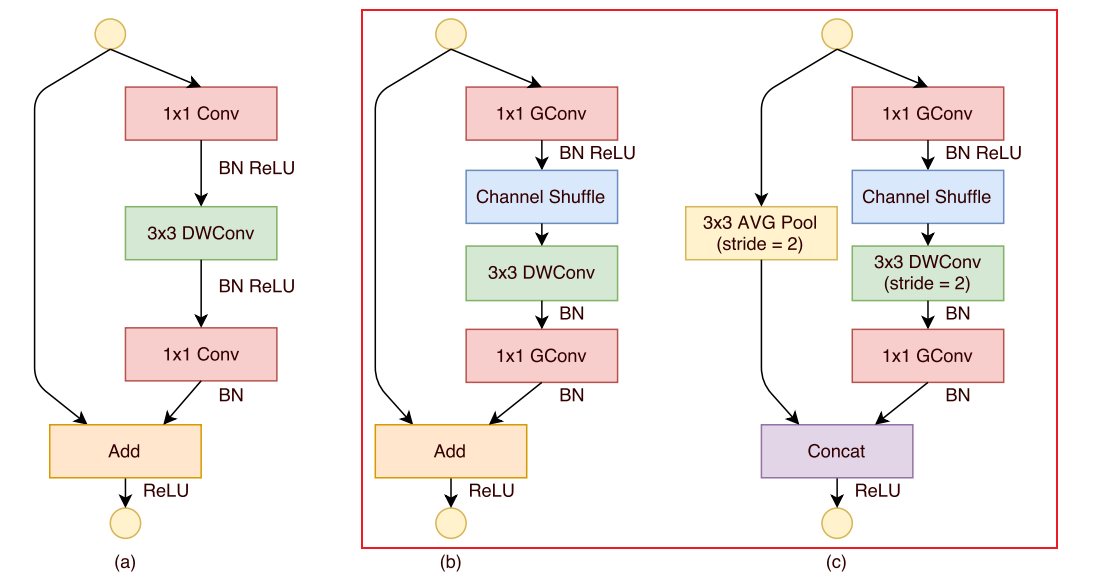 1x1 Conv
BN ReLU
3x3 DWConv
BN ReLU
1x1 Conv
BN
Add
ReLU
(a)
1x1 GConv
BN ReLU
Channel Shuffle
3x3 DWConv
BN
1x1 GConv
BN
Add
ReLU
(b)
3x3 AVG Pool
(stride = 2)
1x1 GConv
BN ReLU
Channel Shuffle
3x3 DWConv
(stride = 2)
BN
1x1 GConv
BN
Concat
ReLU
(c)